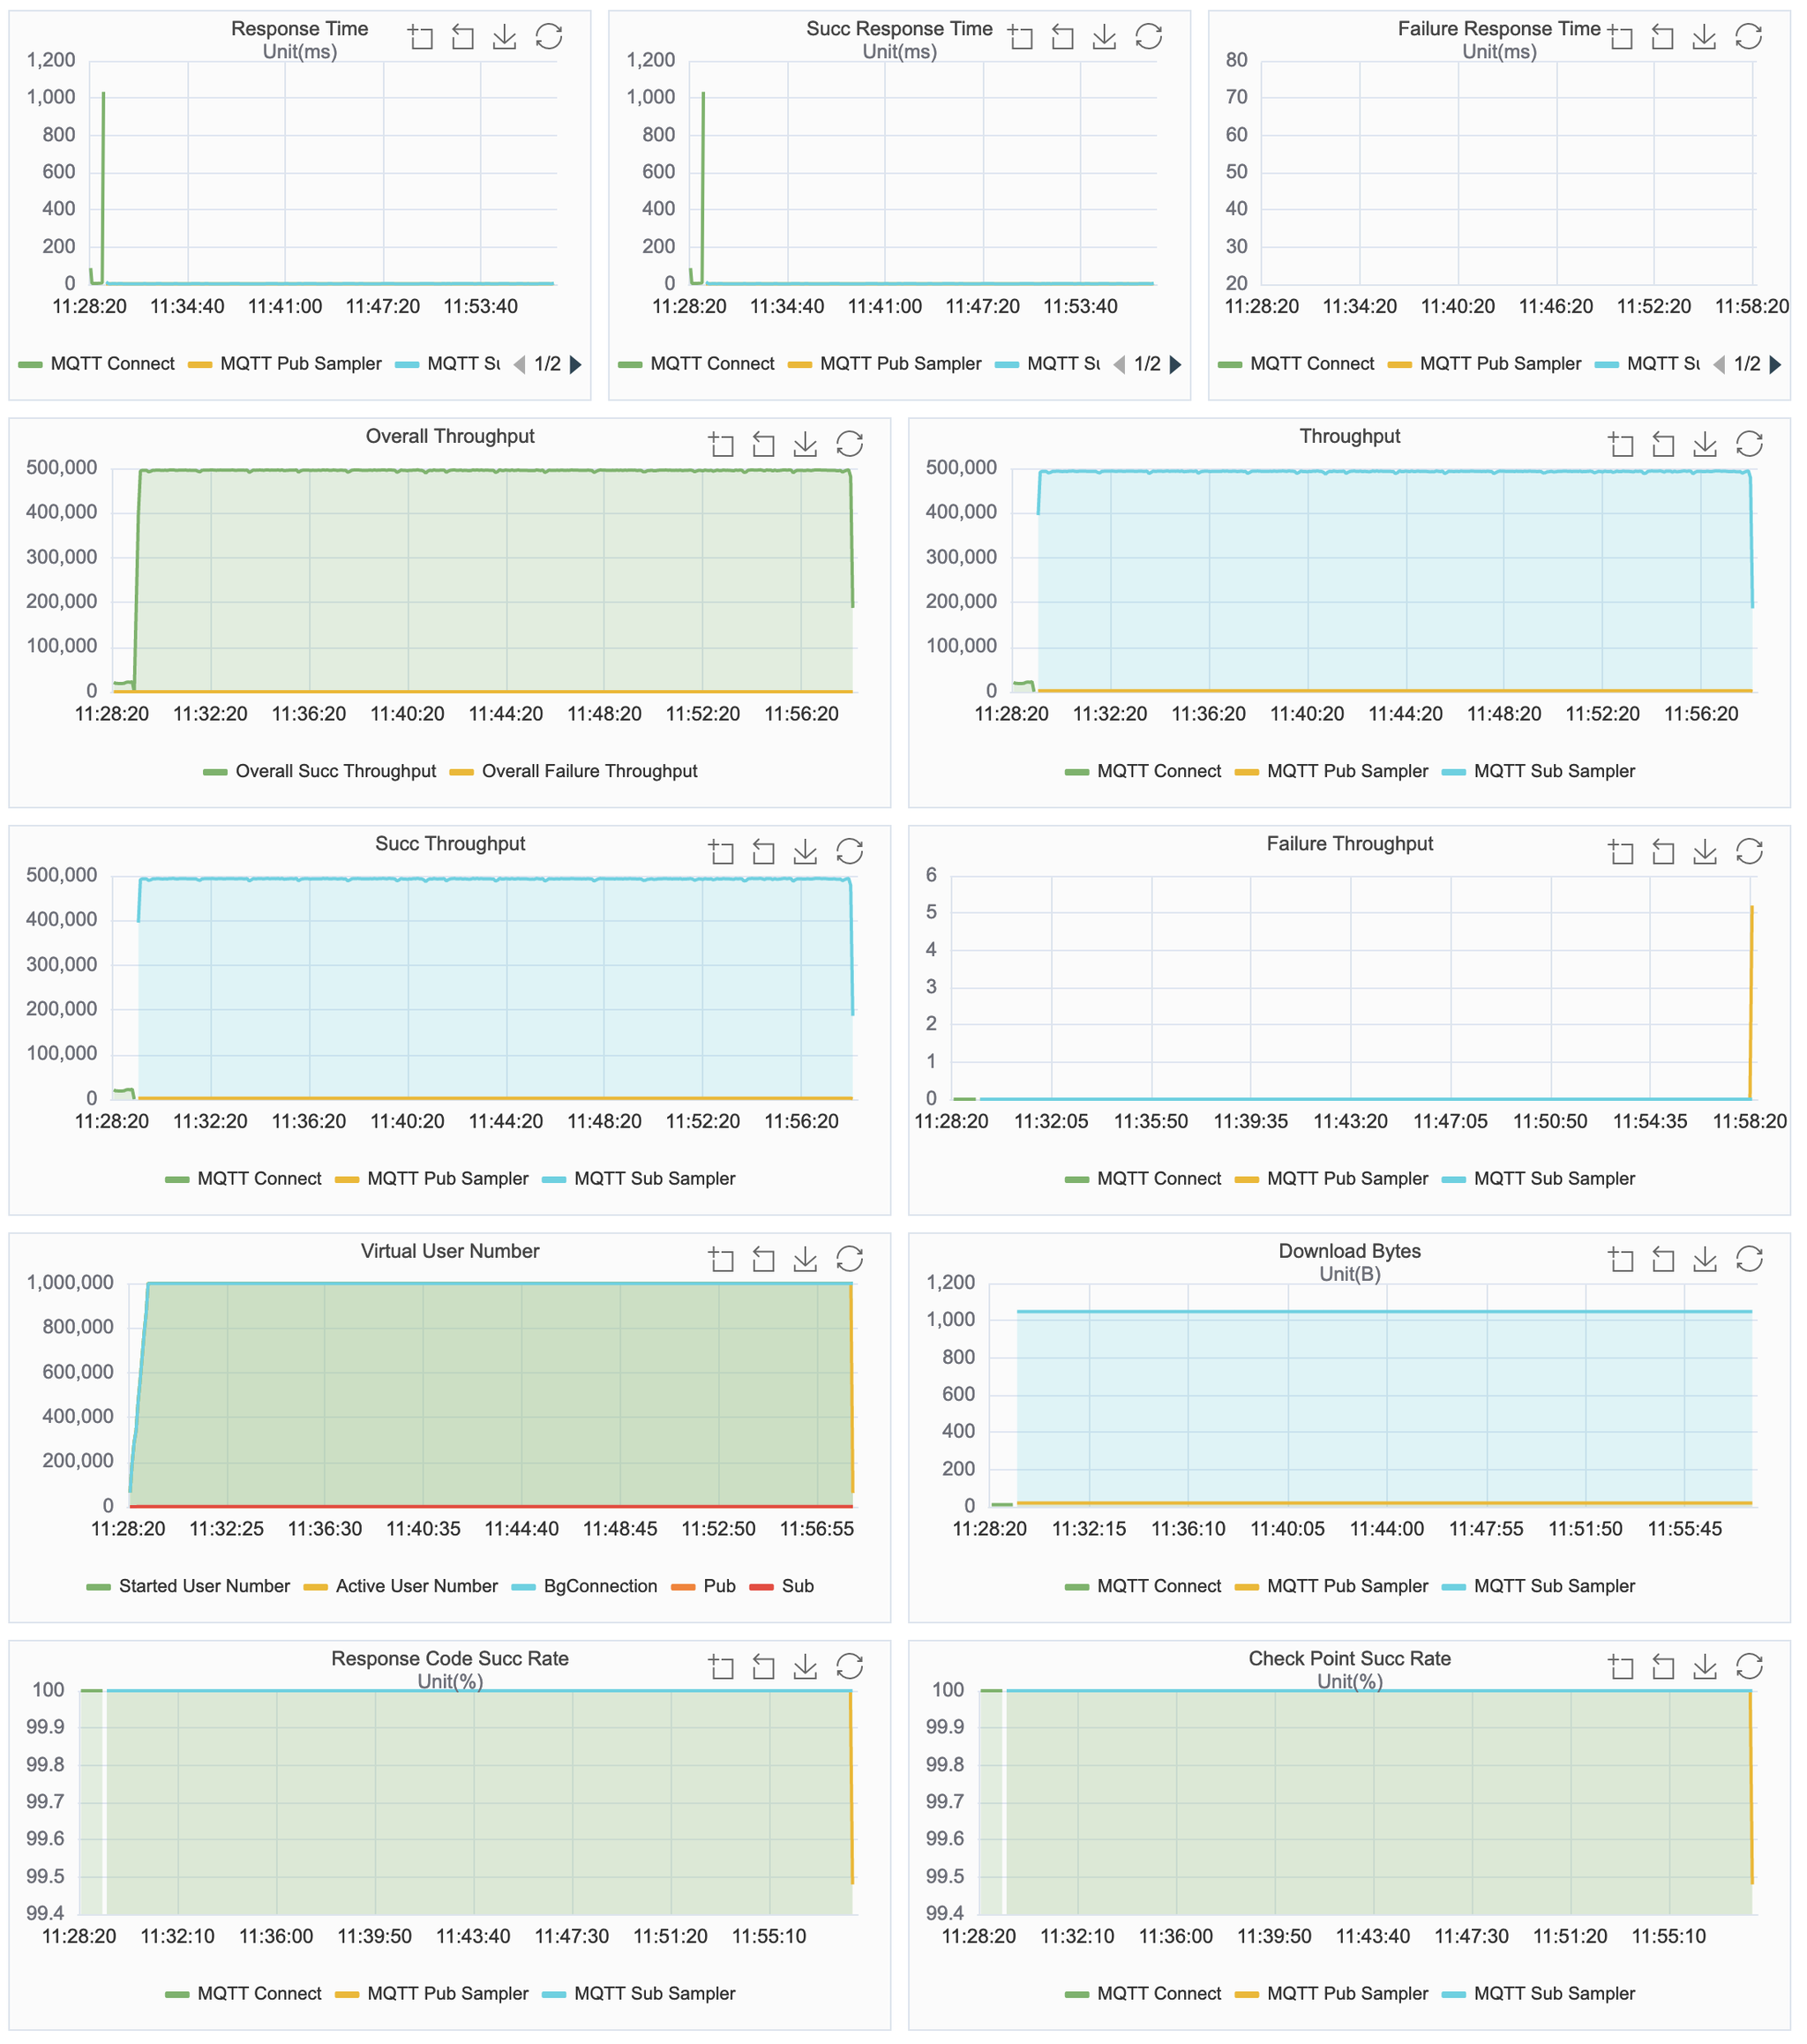 Response Time
Unit(ms)
1,200
1,000
800
600
400
200
0
11:28:20 11:34:40 11:41:00 11:47:20 11:53:40
MQTT Connect MQTT Pub Sampler MQTT Su 1/2
Succ Response Time
Unit(ms)
1,200
1,000
800
600
400
200
0
11:28:20 11:34:40 11:41:00 11:47:20 11:53:40
MQTT Connect MQTT Pub Sampler MQTT Su 1/2
Failure Response Time
Unit(ms)
80
70
60
50
40
30
20
11:28:20 11:34:20 11:40:20 11:46:20 11:52:20 11:58:20
MQTT Connect MQTT Pub Sampler MQTT Su 1/2
Overall Throughput
500,000
400,000
300,000
200,000
100,000
0
11:28:20 11:32:20 11:36:20 11:40:20 11:44:20 11:48:20 11:52:20 11:56:20
Overall Succ Throughput Overall Failure Throughput
Throughput
500,000
400,000
300,000
200,000
100,000
0
11:28:20 11:32:20 11:36:20 11:40:20 11:44:20 11:48:20 11:52:20 11:56:20
MQTT Connect MQTT Pub Sampler MQTT Sub Sampler
Succ Throughput
500,000
400,000
300,000
200,000
100,000
0
11:28:20 11:32:20 11:36:20 11:40:20 11:44:20 11:48:20 11:52:20 11:56:20
MQTT Connect MQTT Pub Sampler MQTT Sub Sampler
Failure Throughput
6
5
4
3
2
1
0
11:28:20 11:32:05 11:35:50 11:39:35 11:43:20 11:47:05 11:50:50 11:54:35 11:58:20
MQTT Connect MQTT Pub Sampler MQTT Sub Sampler
Virtual User Number
1,000,000
800,000
600,000
400,000
200,000
0
11:28:20 11:32:25 11:36:30 11:40:35 11:44:40 11:48:45 11:52:50 11:56:55
Started User Number Active User Number BgConnection Pub Sub
Download Bytes
Unit(B)
1,200
1,000
800
600
400
200
0
11:28:20 11:32:15 11:36:10 11:40:05 11:44:00 11:47:55 11:51:50 11:55:45
MQTT Connect MQTT Pub Sampler MQTT Sub Sampler
Response Code Succ Rate
Unit(%)
100
99.9
99.8
99.7
99.6
99.5
99.4
11:28:20 11:32:10 11:36:00 11:39:50 11:43:40 11:47:30 11:51:20 11:55:10
MQTT Connect MQTT Pub Sampler MQTT Sub Sampler
Check Point Succ Rate
Unit(%)
100
99.9
99.8
99.7
99.6
99.5
99.4
11:28:20 11:32:10 11:36:00 11:39:50 11:43:40 11:47:30 11:51:20 11:55:10
MQTT Connect MQTT Pub Sampler MQTT Sub Sampler